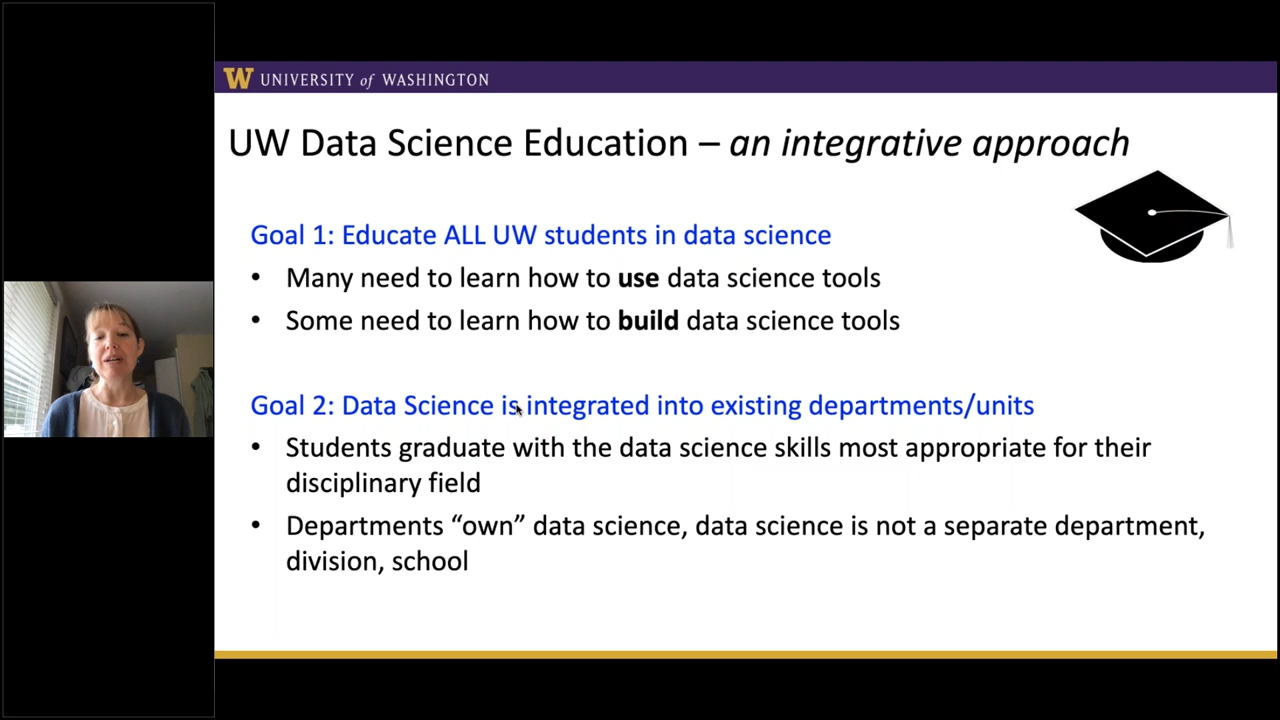 W UNIVERSITY of WASHINGTON
UW Data Science Education – an integrative approach
Goal 1: Educate ALL UW students in data science
• Many need to learn how to use data science tools
• Some need to learn how to build data science tools
Goal 2: Data Science is integrated into existing departments/units
• Students graduate with the data science skills most appropriate for their
disciplinary field
• Departments “own” data science, data science is not a separate department,
division, school